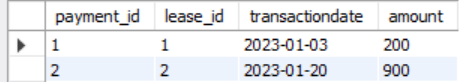 payment_id lease_id transactiondate amount
1 1 2023-01-03 200
2 2 2023-01-20 900